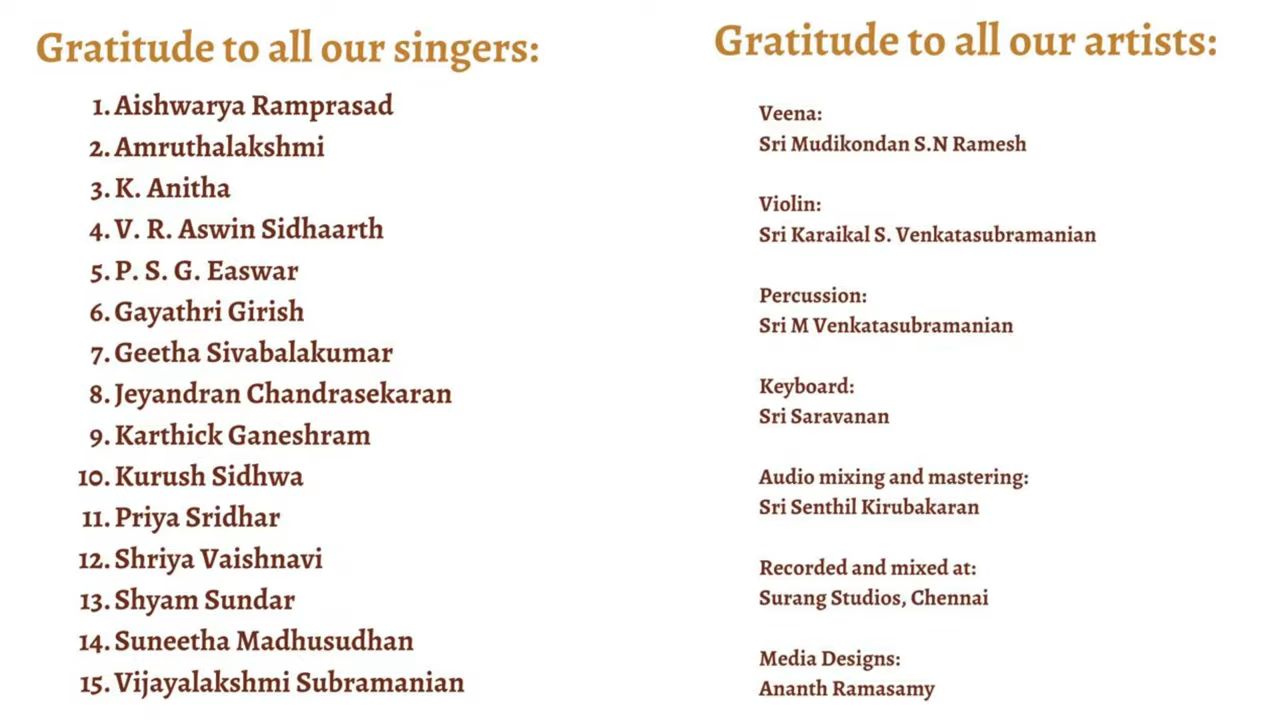 Gratitude to all our singers:
1. Aishwarya Ramprasad
2. Amruthalakshmi
3. K. Anitha
4. V. R. Aswin Sidhaarth
5. P. S. G. Easwar
6. Gayathri Girish
7. Geetha Sivabalakumar
8. Jeyandran Chandrasekaran
9. Karthick Ganeshram
10. Kurush Sidhwa
11. Priya Sridhar
12. Shriya Vaishnavi
13. Shyam Sundar
14. Suneetha Madhusudhan
15. Vijayalakshmi Subramanian
Gratitude to all our artists:
Veena:
Sri Mudikondan S.N Ramesh
Violin:
Sri Karaikal S. Venkatasubramanian
Percussion:
Sri M Venkatasubramanian
Keyboard:
Sri Saravanan
Audio mixing and mastering:
Sri Senthil Kirubakaran
Recorded and mixed at:
Surang Studios, Chennai
Media Designs:
Ananth Ramasamy